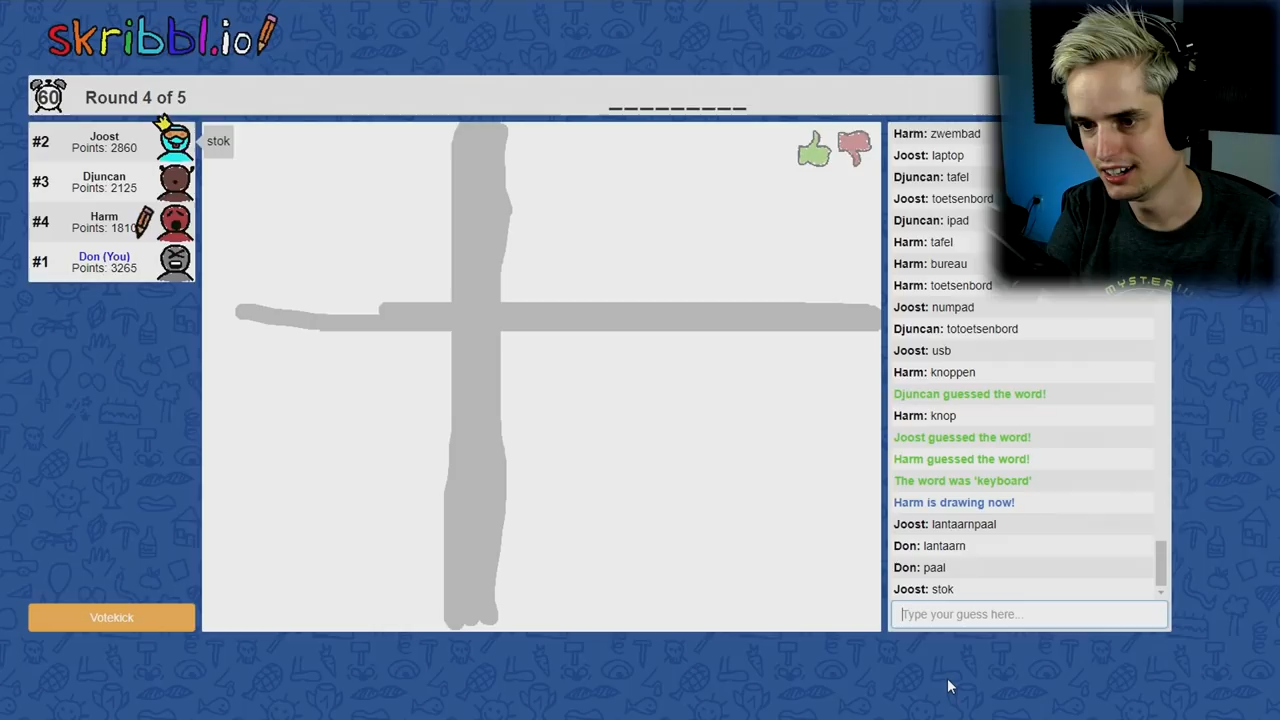 skribbl.io
60 Round 4 of 5 _________
#2 Joost
Points: 2860
#3 Djuncan
Points: 2125
#4 Harm
Points: 1810
#1 Don (You)
Points: 3265
Votekick
stok
Harm: zwembad
Joost: laptop
Djuncan: tafel
Joost: toetsenbord
Djuncan: ipad
Harm: tafel
Harm: bureau
Harm: toetsenbord
Joost: numpad
Djuncan: totoetsenbord
Joost: usb
Harm: knoppen
Djuncan guessed the word!
Harm: knop
Joost guessed the word!
Harm guessed the word!
The word was 'keyboard'
Harm is drawing now!
Joost: lantaarnpaal
Don: lantaarn
Don: paal
Joost: stok
Type your guess here...